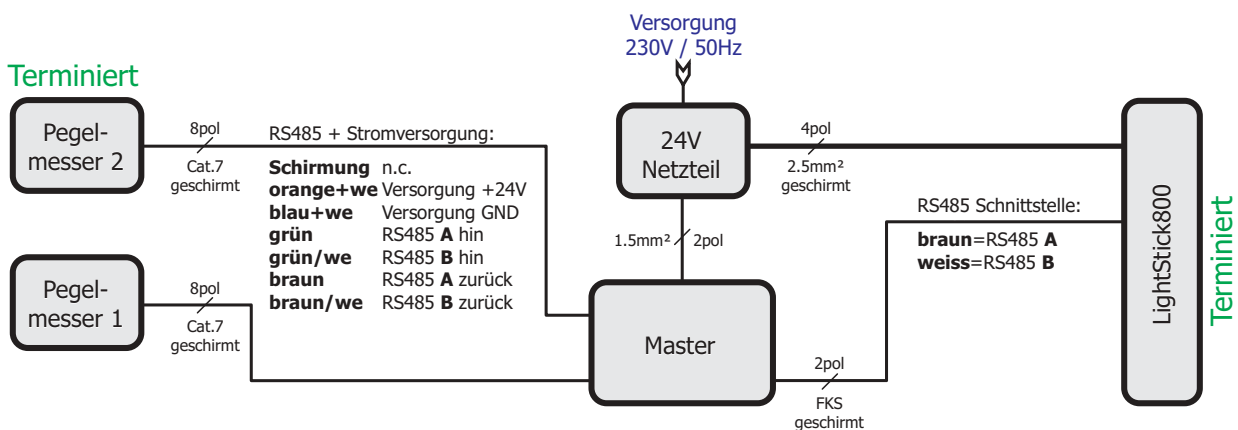 Versorgung
230V / 50Hz
Terminiert
Pegel-
messer 2
8pol
Cat.7
geschirmt
RS485 + Stromversorgung:
Schirmung n.c.
orange+we Versorgung +24V
blau+we Versorgung GND
grün RS485 A hin
grün/we RS485 B hin
braun RS485 A zurück
braun/we RS485 B zurück
24V
Netzteil
4pol
2.5mm²
geschirmt
1.5mm² 2pol
RS485 Schnittstelle:
braun=RS485 A
weiss=RS485 B
LightStick800
Terminiert
Pegel-
messer 1
8pol
Cat.7
geschirmt
Master
2pol
FKS
geschirmt